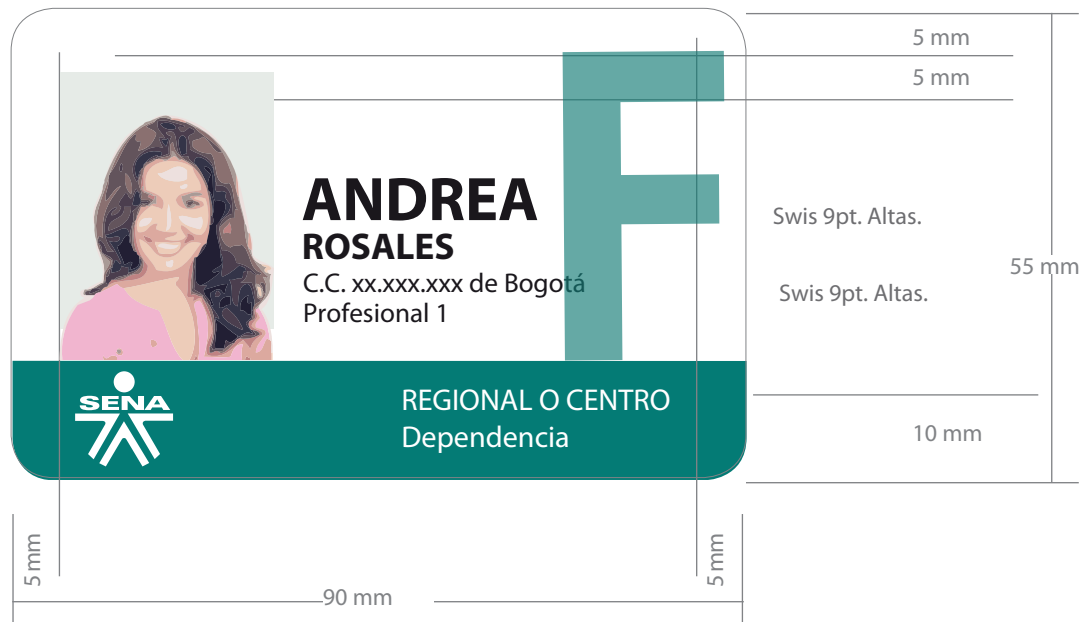 5 mm
5 mm
F
ANDREA
ROSALES
C.C. xx.xxx.xxx de Bogotá
Profesional 1
Swis 9pt. Altas.
55 mm
Swis 9pt. Altas.
SENA
REGIONAL O CENTRO
Dependencia
10 mm
5 mm
5 mm
90 mm